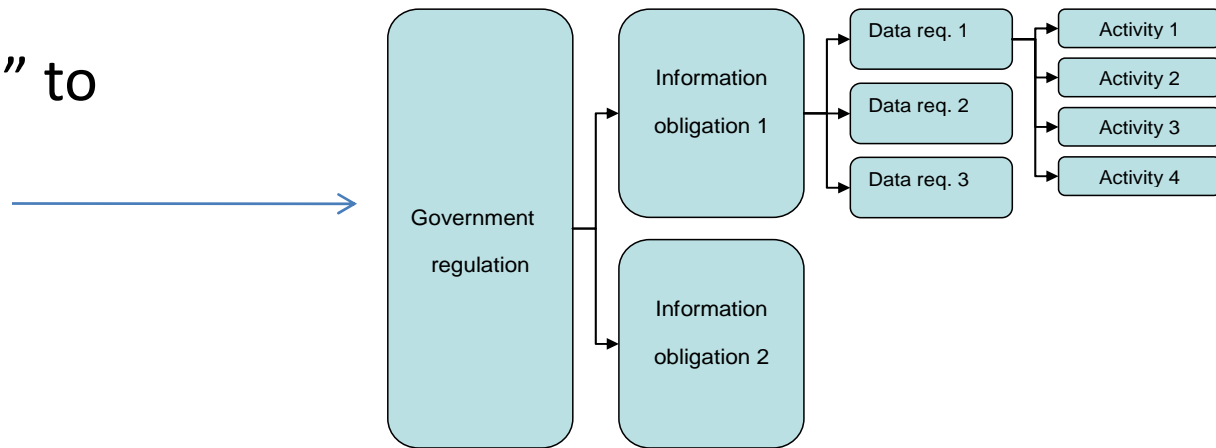 ” to
Government
regulation
Information
obligation 1
Information
obligation 2
Data req. 1
Data req. 2
Data req. 3
Activity 1
Activity 2
Activity 3
Activity 4